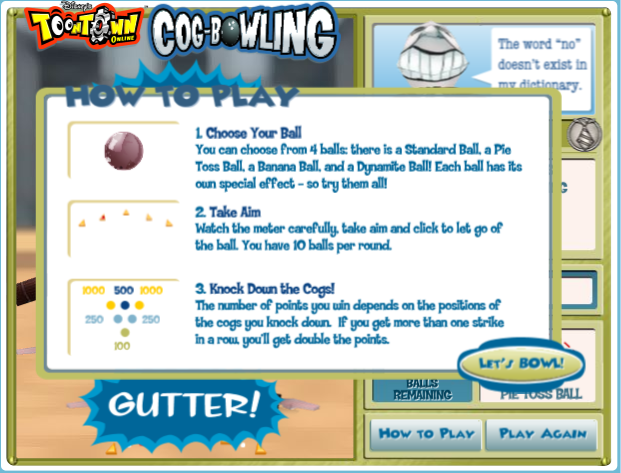 Disney's
TOONTOWN
ONLINE
COG-BOWLING
The word "no"
doesn't exist in
my dictionary.
HOW TO PLAY
1. Choose Your Ball
You can choose from 4 balls: there is a Standard Ball, a Pie
Toss Ball, a Banana Ball, and a Dynamite Ball! Each ball has its
own special effect - so try them all!
2. Take Aim
Watch the meter carefully, take aim and click to let go of
the ball. You have 10 balls per round.
3. Knock Down the Cogs!
The number of points you win depends on the positions of
the cogs you knock down. If you get more than one strike
in a row, you'll get double the points.
1000 500 1000
250 250
100
LET'S BOWL!
BALLS
REMAINING
PIE TOSS BALL
GUTTER!
HOW TO PLAY
PLAY AGAIN